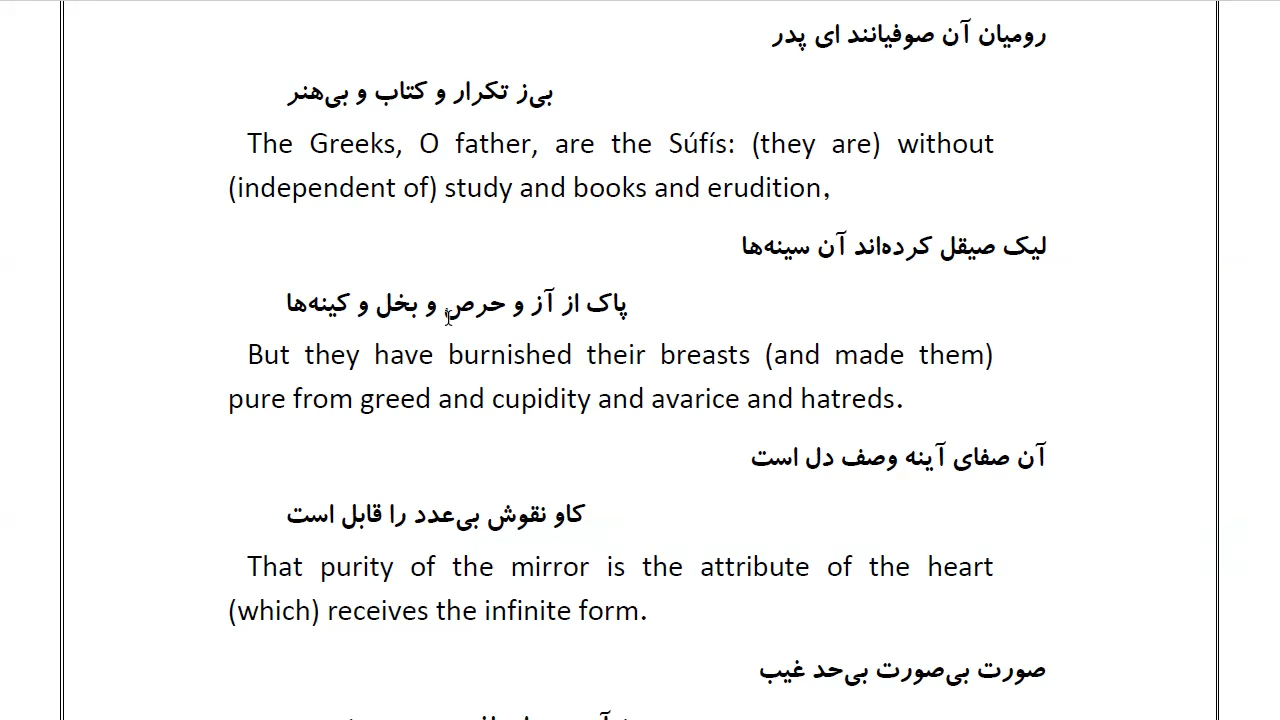 رومیان آن صوفیانند ای پدر
بی‌ز تکرار و کتاب و بی‌هنر
The Greeks, O father, are the Súfís: (they are) without
(independent of) study and books and erudition,
لیک صیقل کرده‌اند آن سینه‌ها
پاک از آز و حرص و بخل و کینه‌ها
But they have burnished their breasts (and made them)
pure from greed and cupidity and avarice and hatreds.
آن صفای آینه وصف دل است
کاو نقوش بی‌عدد را قابل است
That purity of the mirror is the attribute of the heart
(which) receives the infinite form.
صورت بی‌صورت بی‌حد غیب